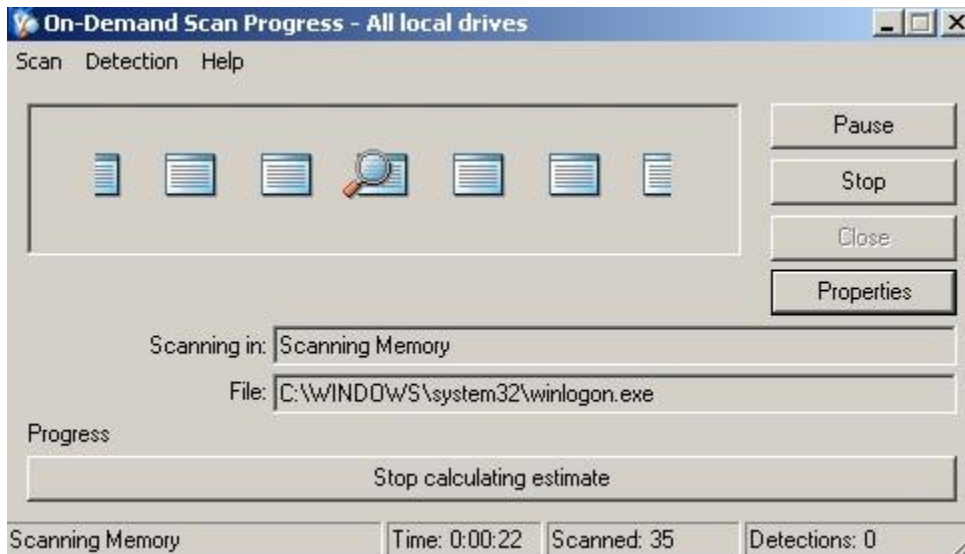 On-Demand Scan Progress - All local drives
Scan Detection Help
Pause
Stop
Close
Properties
Scanning in: Scanning Memory
File: C:\WINDOWS\system32\winlogon.exe
Progress
Stop calculating estimate
Scanning Memory Time: 0:00:22 Scanned: 35 Detections: 0